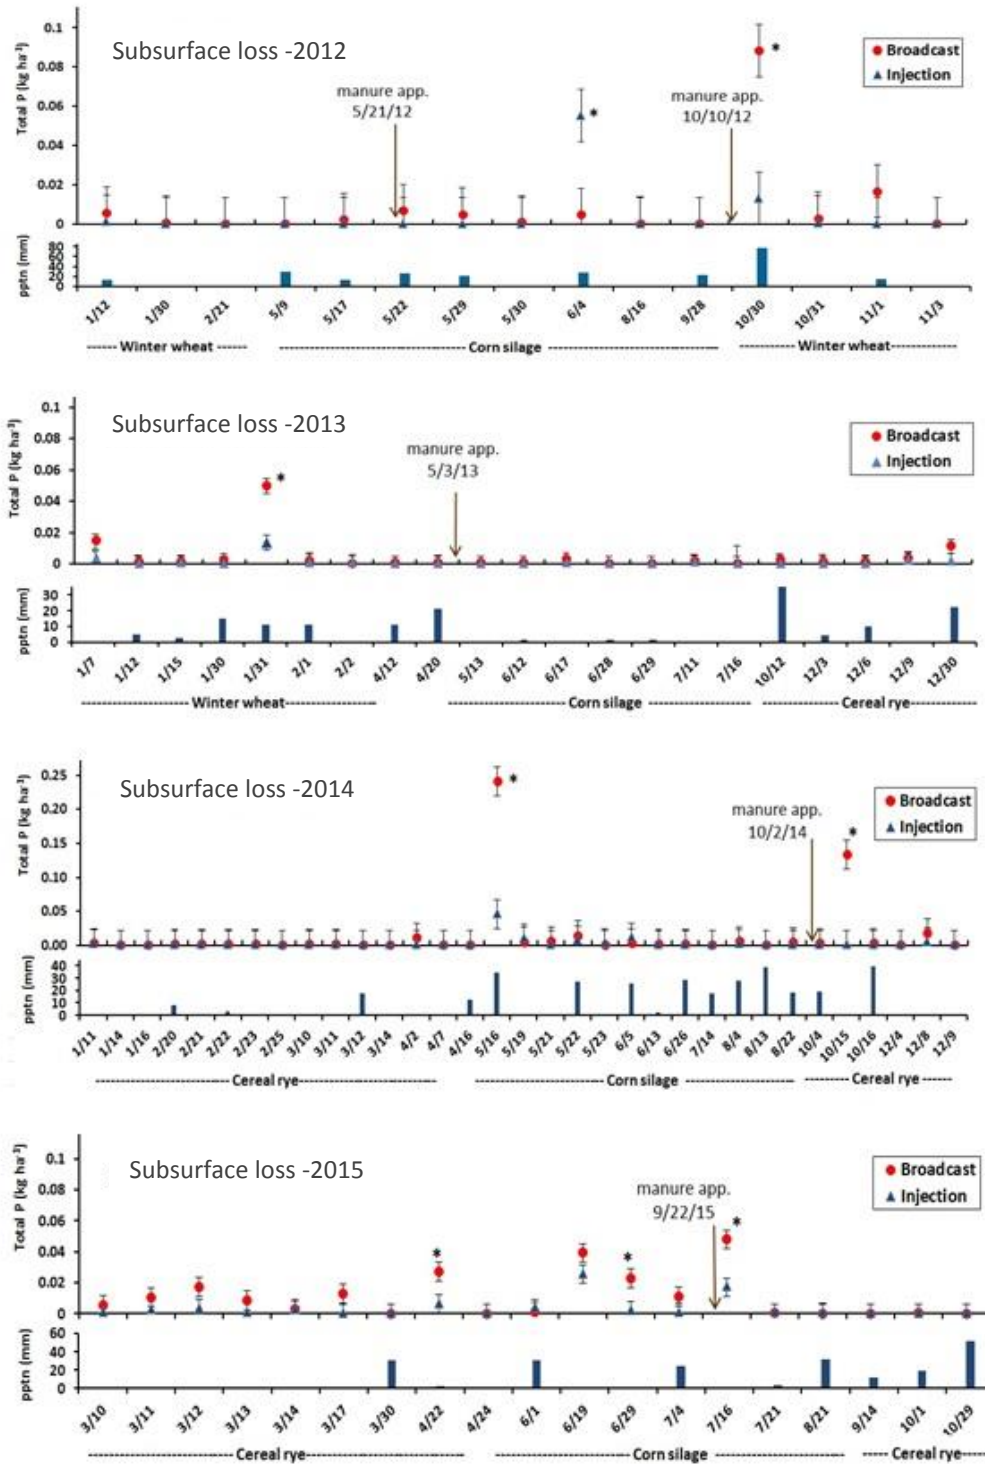 Subsurface loss -2012
Total P (kg ha⁻³)
0.1
0.08
0.06
0.04
0.02
0
manure app.
5/21/12
manure app.
10/10/12
Broadcast
Injection
*
*
pptn (mm)
80
60
40
20
0
1/12 1/30 2/21 5/9 5/17 5/22 5/29 5/30 6/4 8/16 9/28 10/30 10/31 11/1 11/3
Winter wheat Corn silage Winter wheat
Subsurface loss -2013
Total P (kg ha⁻³)
0.1
0.08
0.06
0.04
0.02
0
manure app.
5/3/13
Broadcast
Injection
*
pptn (mm)
30
20
10
0
1/7 1/12 1/15 1/30 1/31 2/1 2/2 4/12 4/20 5/13 6/12 6/17 6/28 6/29 7/11 7/16 10/12 12/3 12/6 12/9 12/30
Winter wheat Corn silage Cereal rye
Subsurface loss -2014
Total P (kg ha⁻³)
0.25
0.20
0.15
0.10
0.05
0.00
manure app.
10/2/14
Broadcast
Injection
*
*
pptn (mm)
40
30
20
10
0
1/11 1/14 1/16 2/20 2/21 2/22 2/23 2/25 3/10 3/11 3/12 3/14 4/2 4/7 4/16 5/16 5/19 5/21 5/22 5/23 6/5 6/13 6/26 7/14 8/4 8/13 8/22 10/4 10/15 10/16 12/4 12/8 12/9
Cereal rye Corn silage Cereal rye
Subsurface loss -2015
Total P (kg ha⁻³)
0.1
0.08
0.06
0.04
0.02
0
manure app.
9/22/15
Broadcast
Injection
*
*
*
pptn (mm)
60
40
20
0
3/10 3/11 3/12 3/13 3/14 3/17 3/30 4/22 4/24 6/1 6/19 6/29 7/4 7/16 7/21 8/21 9/14 10/1 10/29
Cereal rye Corn silage Cereal rye